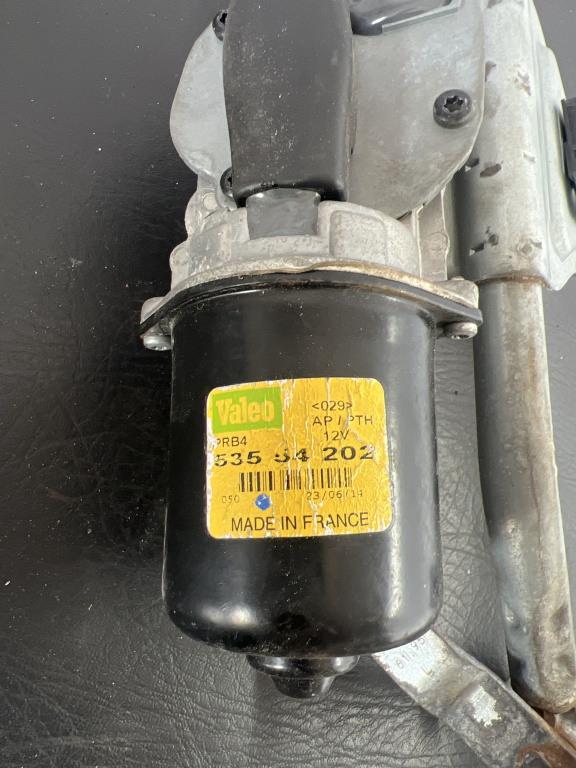 Valeo
<029>
AP / PTH
12V
PRB4
535 54 202
050
23/06/14
MADE IN FRANCE